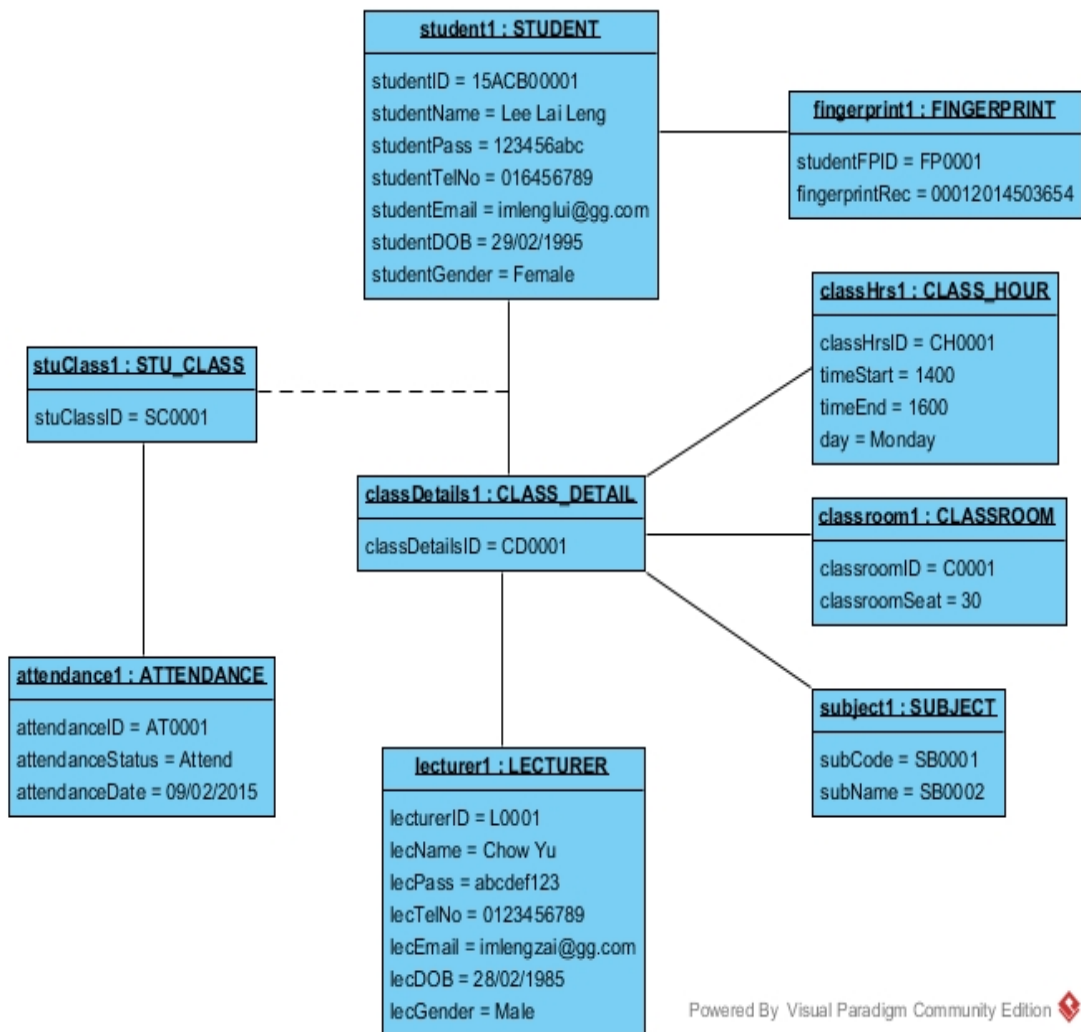 student1 : STUDENT
studentID = 15ACB00001
studentName = Lee Lai Leng
studentPass = 123456abc
studentTelNo = 016456789
studentEmail = imlenglui@gg.com
studentDOB = 29/02/1995
studentGender = Female
fingerprint1 : FINGERPRINT
studentFPID = FP0001
fingerprintRec = 00012014503654
classHrs1 : CLASS_HOUR
classHrsID = CH0001
timeStart = 1400
timeEnd = 1600
day = Monday
stuClass1 : STU_CLASS
stuClassID = SC0001
classDetails1 : CLASS_DETAIL
classDetailsID = CD0001
classroom1 : CLASSROOM
classroomID = C0001
classroomSeat = 30
attendance1 : ATTENDANCE
attendanceID = AT0001
attendanceStatus = Attend
attendanceDate = 09/02/2015
subject1 : SUBJECT
subCode = SB0001
subName = SB0002
lecturer1 : LECTURER
lecturerID = L0001
lecName = Chow Yu
lecPass = abcdef123
lecTelNo = 0123456789
lecEmail = imlengzai@gg.com
lecDOB = 28/02/1985
lecGender = Male
Powered By Visual Paradigm Community Edition